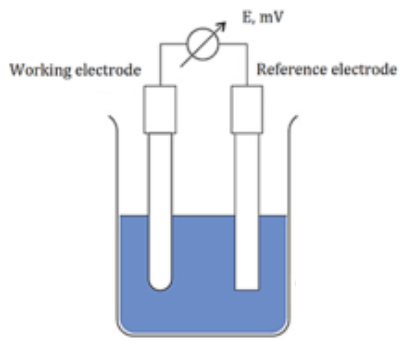 E, mV
Working electrode
Reference electrode